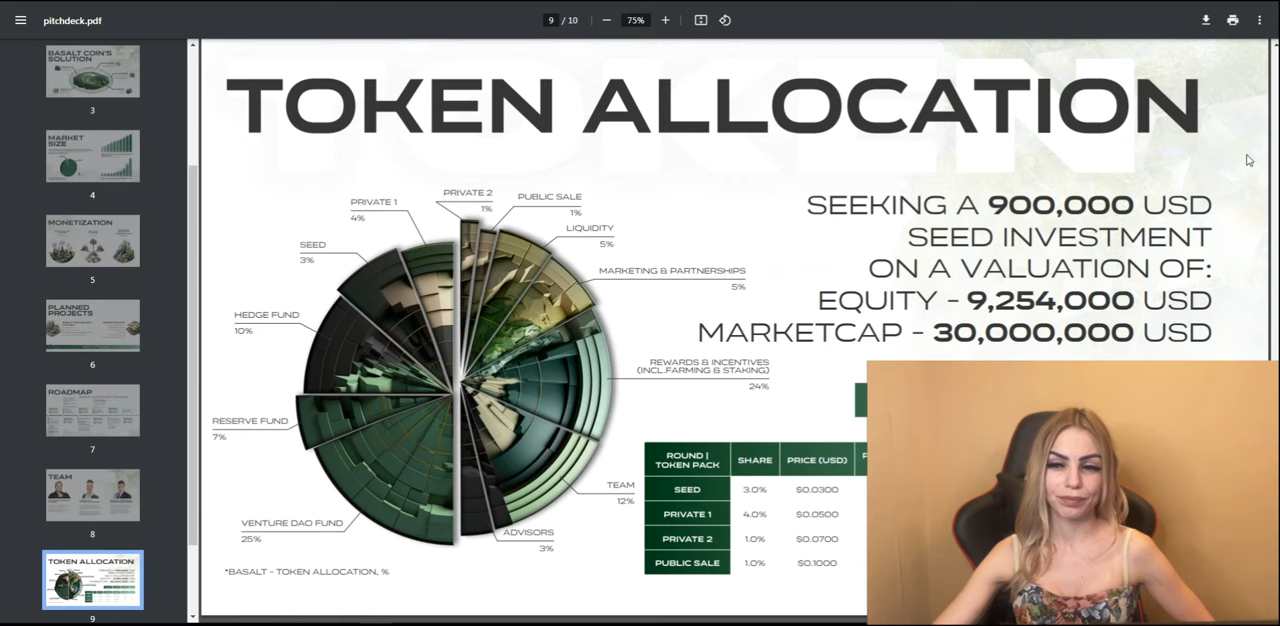 pitchdeck.pdf
9 / 10
75%
BASALT COIN'S
SOLUTION
3
MARKET
SIZE
4
MONETIZATION
5
PLANNED
PROJECTS
6
ROADMAP
7
TEAM
8
TOKEN ALLOCATION
9
TOKEN ALLOCATION
PRIVATE 2
1%
PUBLIC SALE
1%
PRIVATE 1
4%
LIQUIDITY
5%
SEED
3%
MARKETING & PARTNERSHIPS
5%
HEDGE FUND
10%
REWARDS & INCENTIVES
(INCL.FARMING & STAKING)
24%
RESERVE FUND
7%
TEAM
12%
VENTURE DAO FUND
25%
ADVISORS
3%
*BASALT - TOKEN ALLOCATION, %
SEEKING A 900,000 USD
SEED INVESTMENT
ON A VALUATION OF:
EQUITY - 9,254,000 USD
MARKETCAP - 30,000,000 USD
ROUND |
TOKEN PACK
SHARE
PRICE (USD)
SEED 3.0% $0.0300
PRIVATE 1 4.0% $0.0500
PRIVATE 2 1.0% $0.0700
PUBLIC SALE 1.0% $0.1000